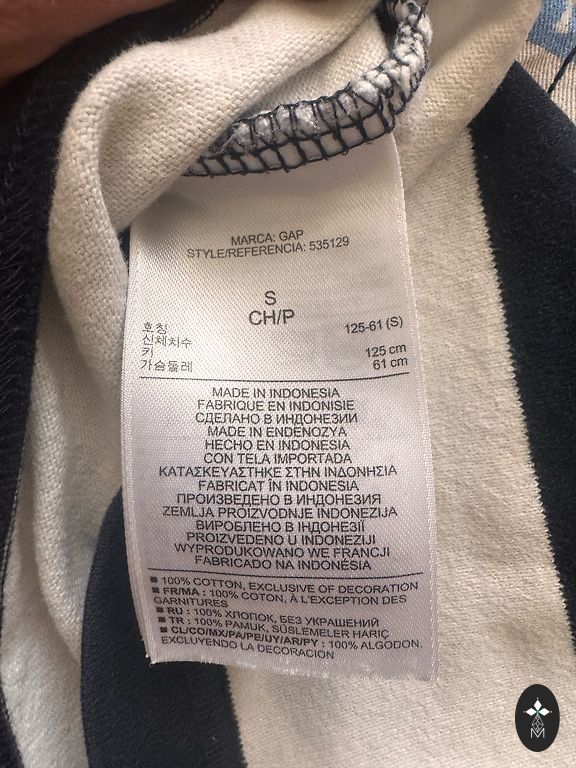 MARCA: GAP
STYLE/REFERENCIA: 535129
S
CH/P
호칭 125-61 (S)
신체치수
키 125 cm
가슴둘레 61 cm
MADE IN INDONESIA
FABRIQUE EN INDONISIE
СДЕЛАНО В ИНДОНЕЗИИ
MADE IN ENDENOZYA
HECHO EN INDONESIA
CON TELA IMPORTADA
ΚΑΤΑΣΚΕΥΑΣΤΗΚΕ ΣΤΗΝ ΙΝΔΟΝΗΣΙΑ
FABRICAT ÎN INDONESIA
ПРОИЗВЕДЕНО В ИНДОНЕЗИЯ
ZEMLJA PROIZVODNJE INDONEZIJA
ВИРОБЛЕНО В ІНДОНЕЗІЇ
PROIZVEDENO U INDONEZIJI
WYPRODUKOWANO WE FRANCJI
FABRICADO NA INDONÉSIA
■ 100% COTTON, EXCLUSIVE OF DECORATION
■ FR/MA : 100% COTON, À L'EXCEPTION DES
GARNITURES
■ RU : 100% ХЛОПОК, БЕЗ УКРАШЕНИЙ
■ TR : 100% PAMUK, SÜSLEMELER HARİÇ
■ CL/CO/MX/PA/PE/UY/AR/PY : 100% ALGODON.
EXCLUYENDO LA DECORACION
M